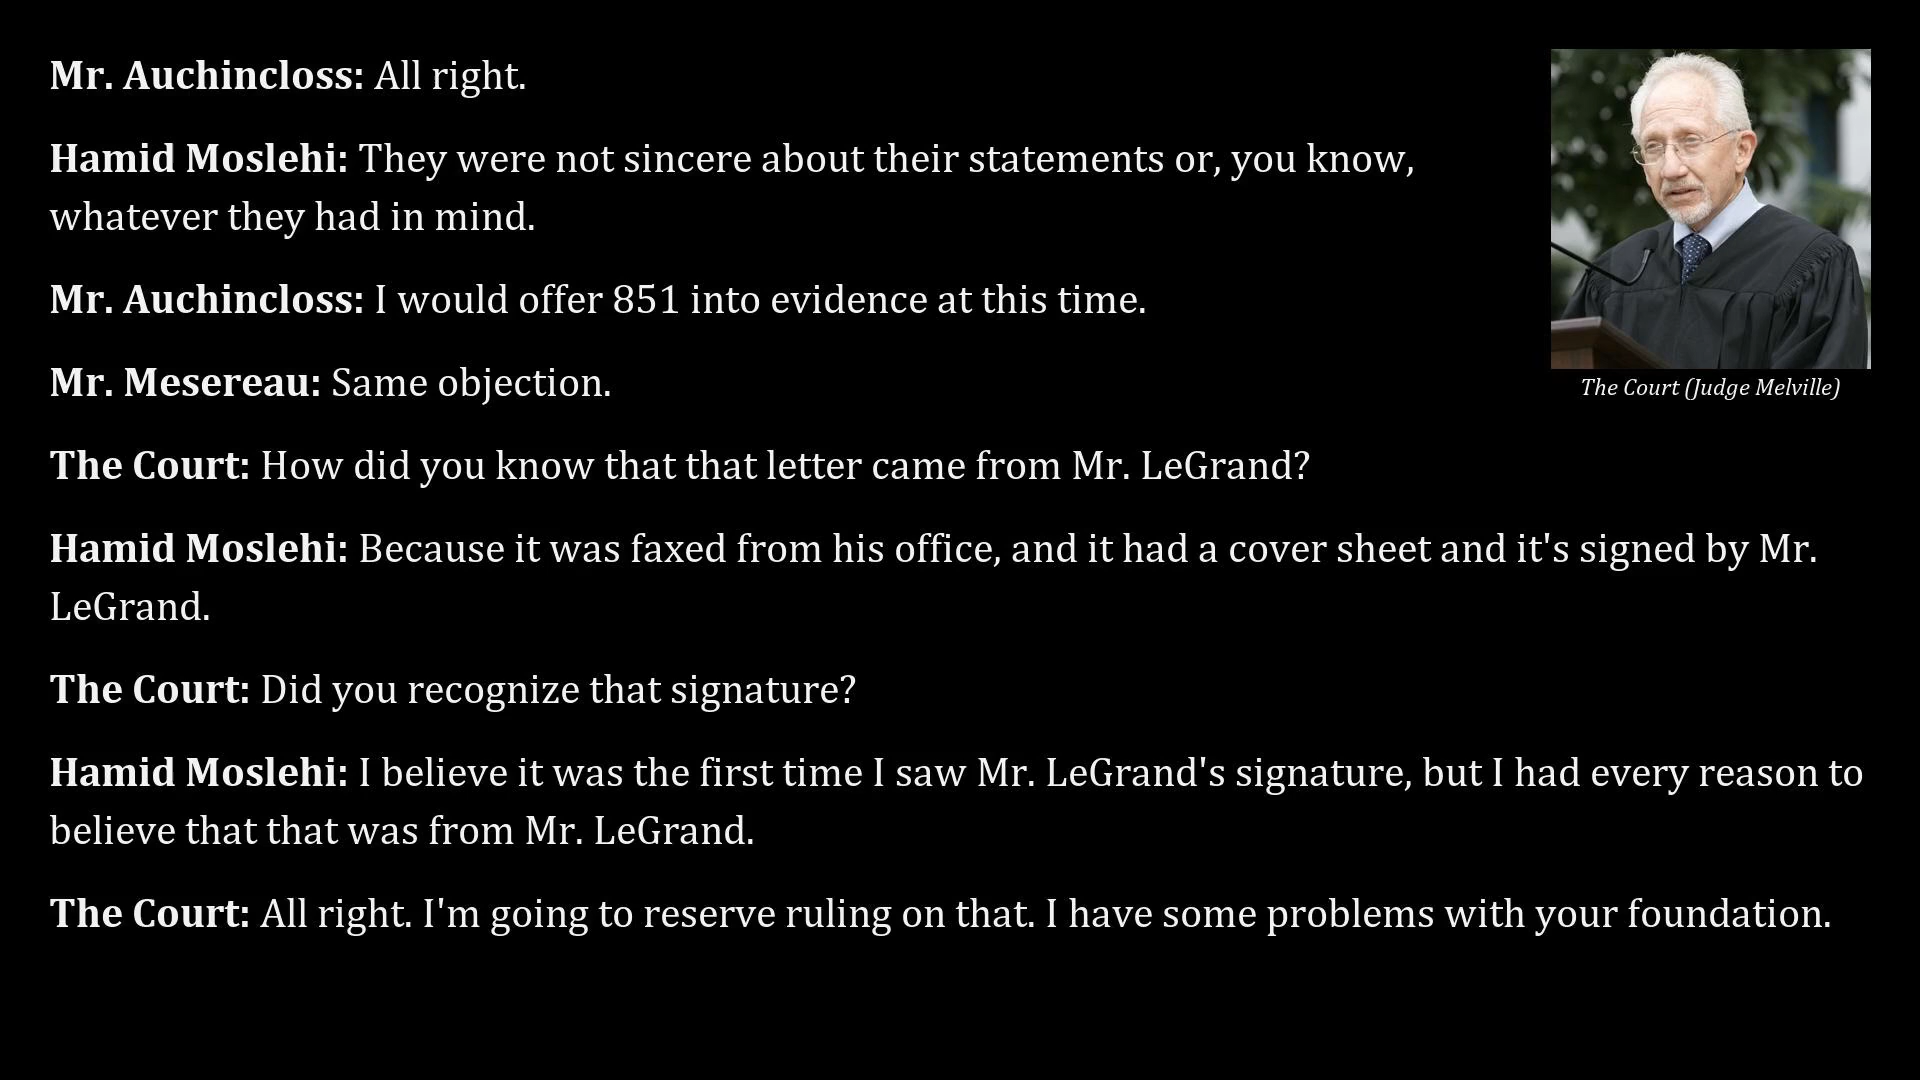 Mr. Auchincloss: All right.
Hamid Moslehi: They were not sincere about their statements or, you know,
whatever they had in mind.
Mr. Auchincloss: I would offer 851 into evidence at this time.
Mr. Mesereau: Same objection.
The Court (Judge Melville)
The Court: How did you know that that letter came from Mr. LeGrand?
Hamid Moslehi: Because it was faxed from his office, and it had a cover sheet and it's signed by Mr.
LeGrand.
The Court: Did you recognize that signature?
Hamid Moslehi: I believe it was the first time I saw Mr. LeGrand's signature, but I had every reason to
believe that that was from Mr. LeGrand.
The Court: All right. I'm going to reserve ruling on that. I have some problems with your foundation.